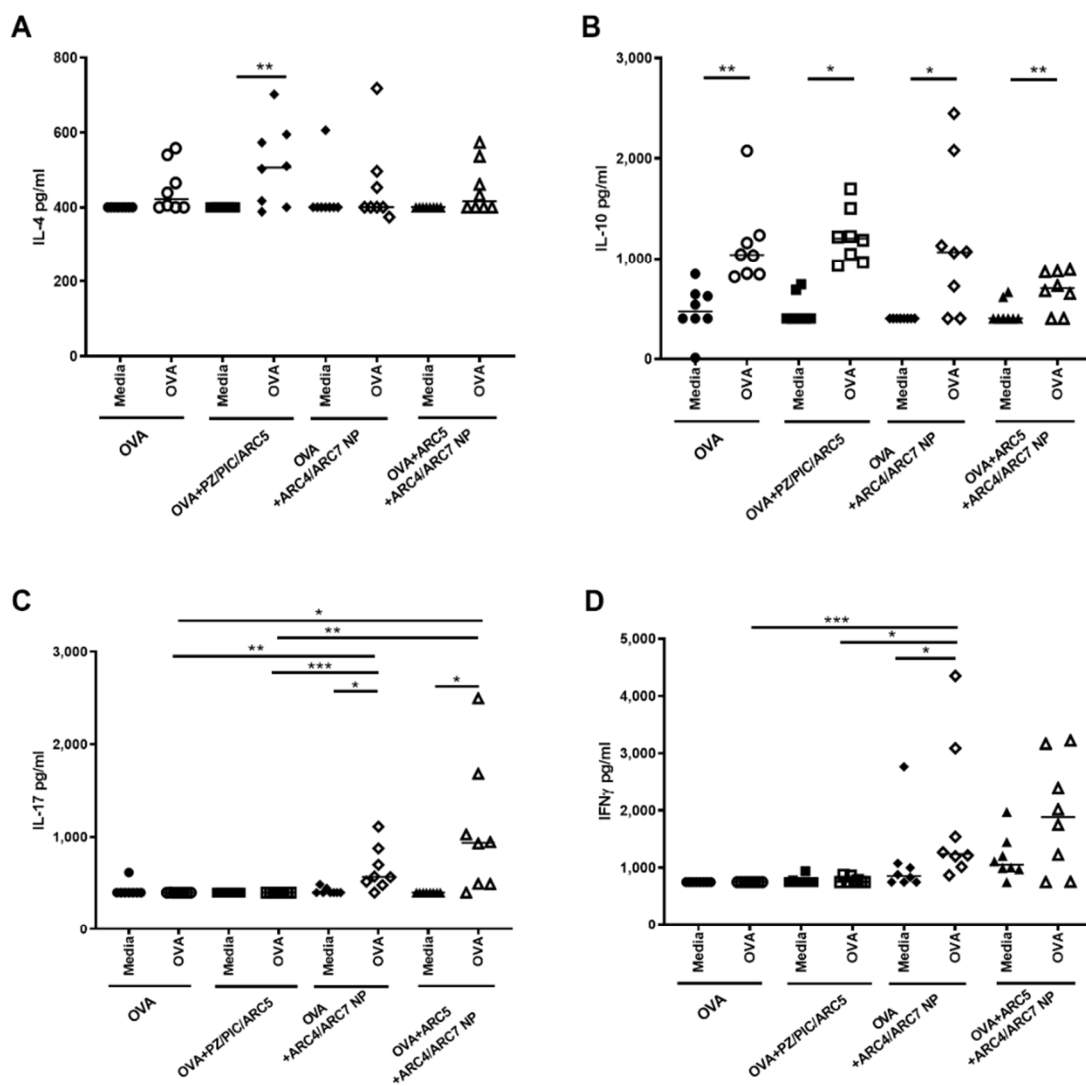 A
IL-4 pg/ml
800
600
400
200
0
**
Media
OVA
Media
OVA
Media
OVA
Media
OVA
OVA
OVA+PZ/PIC/ARC5
OVA
+ARC4/ARC7 NP
OVA+ARC5
+ARC4/ARC7 NP
B
IL-10 pg/ml
3,000
2,000
1,000
0
**
*
*
**
Media
OVA
Media
OVA
Media
OVA
Media
OVA
OVA
OVA+PZ/PIC/ARC5
OVA
+ARC4/ARC7 NP
OVA+ARC5
+ARC4/ARC7 NP
C
IL-17 pg/ml
3,000
2,000
1,000
0
*
**
**
***
*
*
Media
OVA
Media
OVA
Media
OVA
Media
OVA
OVA
OVA+PZ/PIC/ARC5
OVA
+ARC4/ARC7 NP
OVA+ARC5
+ARC4/ARC7 NP
D
IFNγ pg/ml
5,000
4,000
3,000
2,000
1,000
0
***
*
*
Media
OVA
Media
OVA
Media
OVA
Media
OVA
OVA
OVA+PZ/PIC/ARC5
OVA
+ARC4/ARC7 NP
OVA+ARC5
+ARC4/ARC7 NP